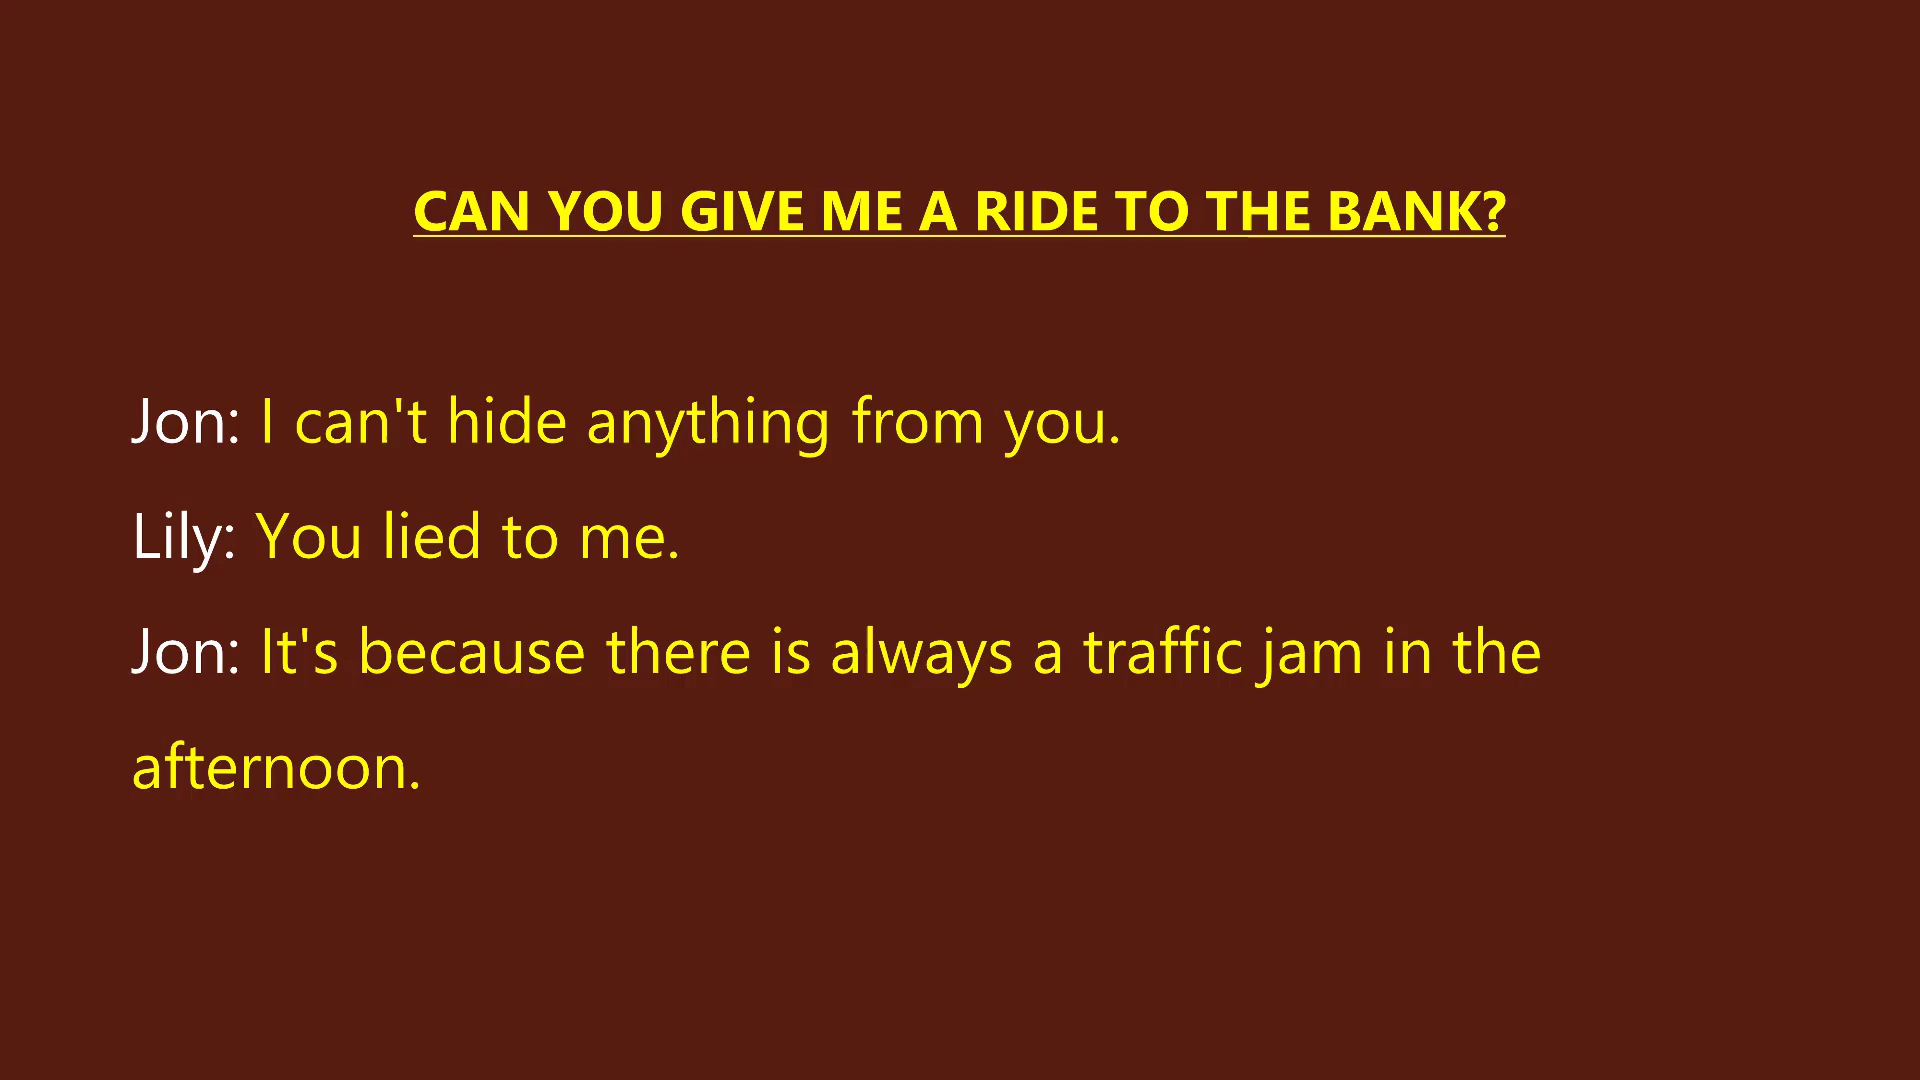 CAN YOU GIVE ME A RIDE TO THE BANK?
Jon: I can't hide anything from you.
Lily: You lied to me.
Jon: It's because there is always a traffic jam in the
afternoon.